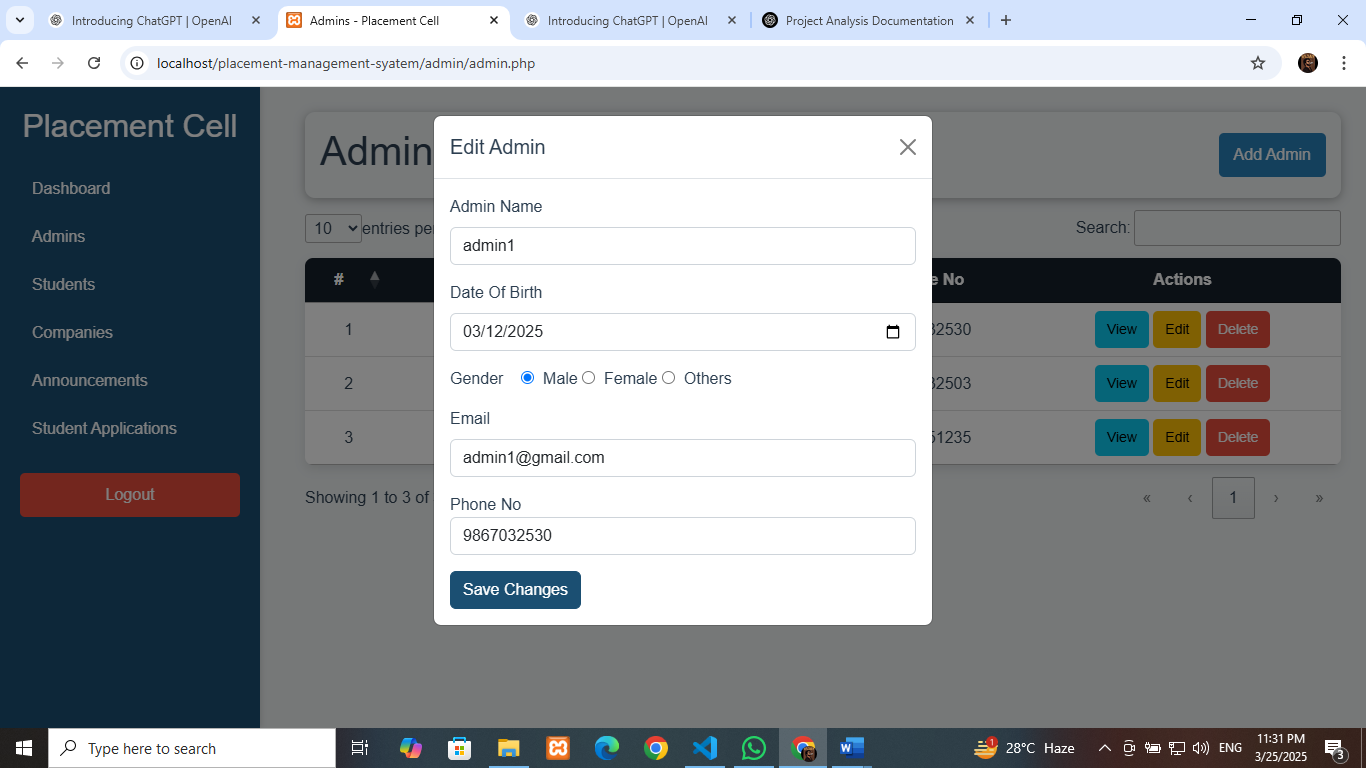 Introducing ChatGPT | OpenAI
Admins - Placement Cell
Introducing ChatGPT | OpenAI
Project Analysis Documentation
localhost/placement-management-syatem/admin/admin.php
Placement Cell
Dashboard
Admins
Students
Companies
Announcements
Student Applications
Logout
Admin
Add Admin
10 entries pe
Search:
# e No Actions
1 32530 View Edit Delete
2 32503 View Edit Delete
3 51235 View Edit Delete
Showing 1 to 3 of
« ‹ 1 › »
Edit Admin
Admin Name
admin1
Date Of Birth
03/12/2025
Gender Male Female Others
Email
admin1@gmail.com
Phone No
9867032530
Save Changes
Type here to search
1
28°C Haze
ENG
11:31 PM
3/25/2025
3